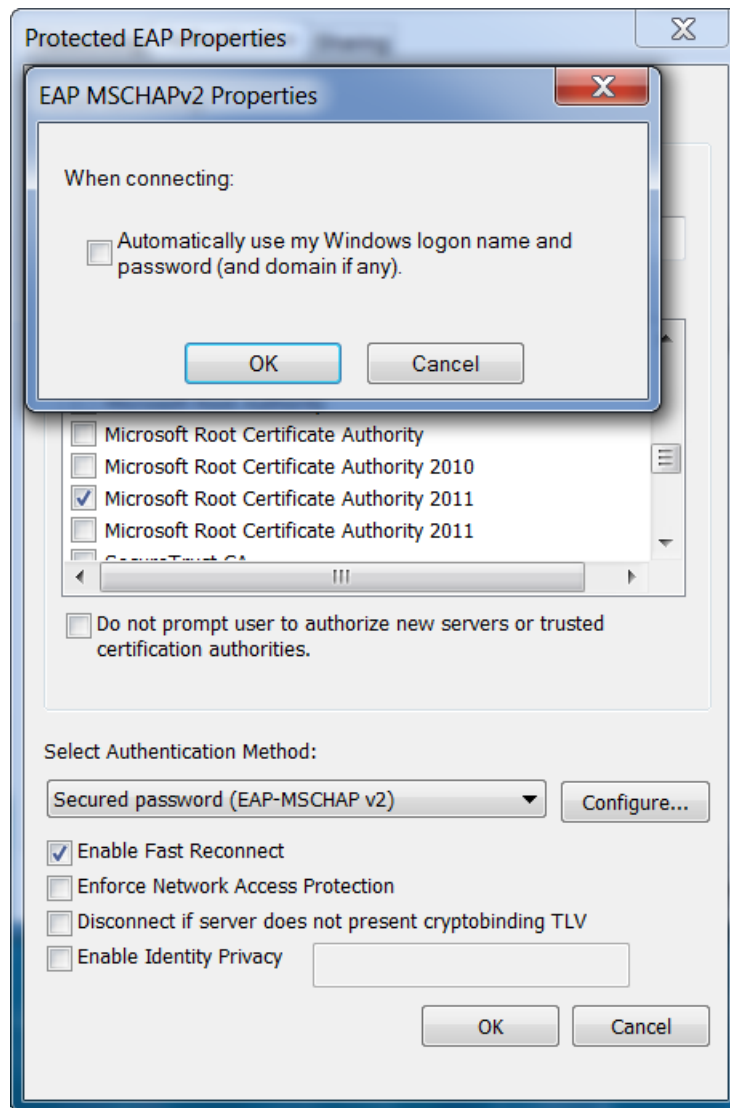 Protected EAP Properties
EAP MSCHAPv2 Properties
When connecting:
Automatically use my Windows logon name and
password (and domain if any).
OK
Cancel
Microsoft Root Certificate Authority
Microsoft Root Certificate Authority 2010
Microsoft Root Certificate Authority 2011
Microsoft Root Certificate Authority 2011
Do not prompt user to authorize new servers or trusted
certification authorities.
Select Authentication Method:
Secured password (EAP-MSCHAP v2)
Configure...
Enable Fast Reconnect
Enforce Network Access Protection
Disconnect if server does not present cryptobinding TLV
Enable Identity Privacy
OK
Cancel